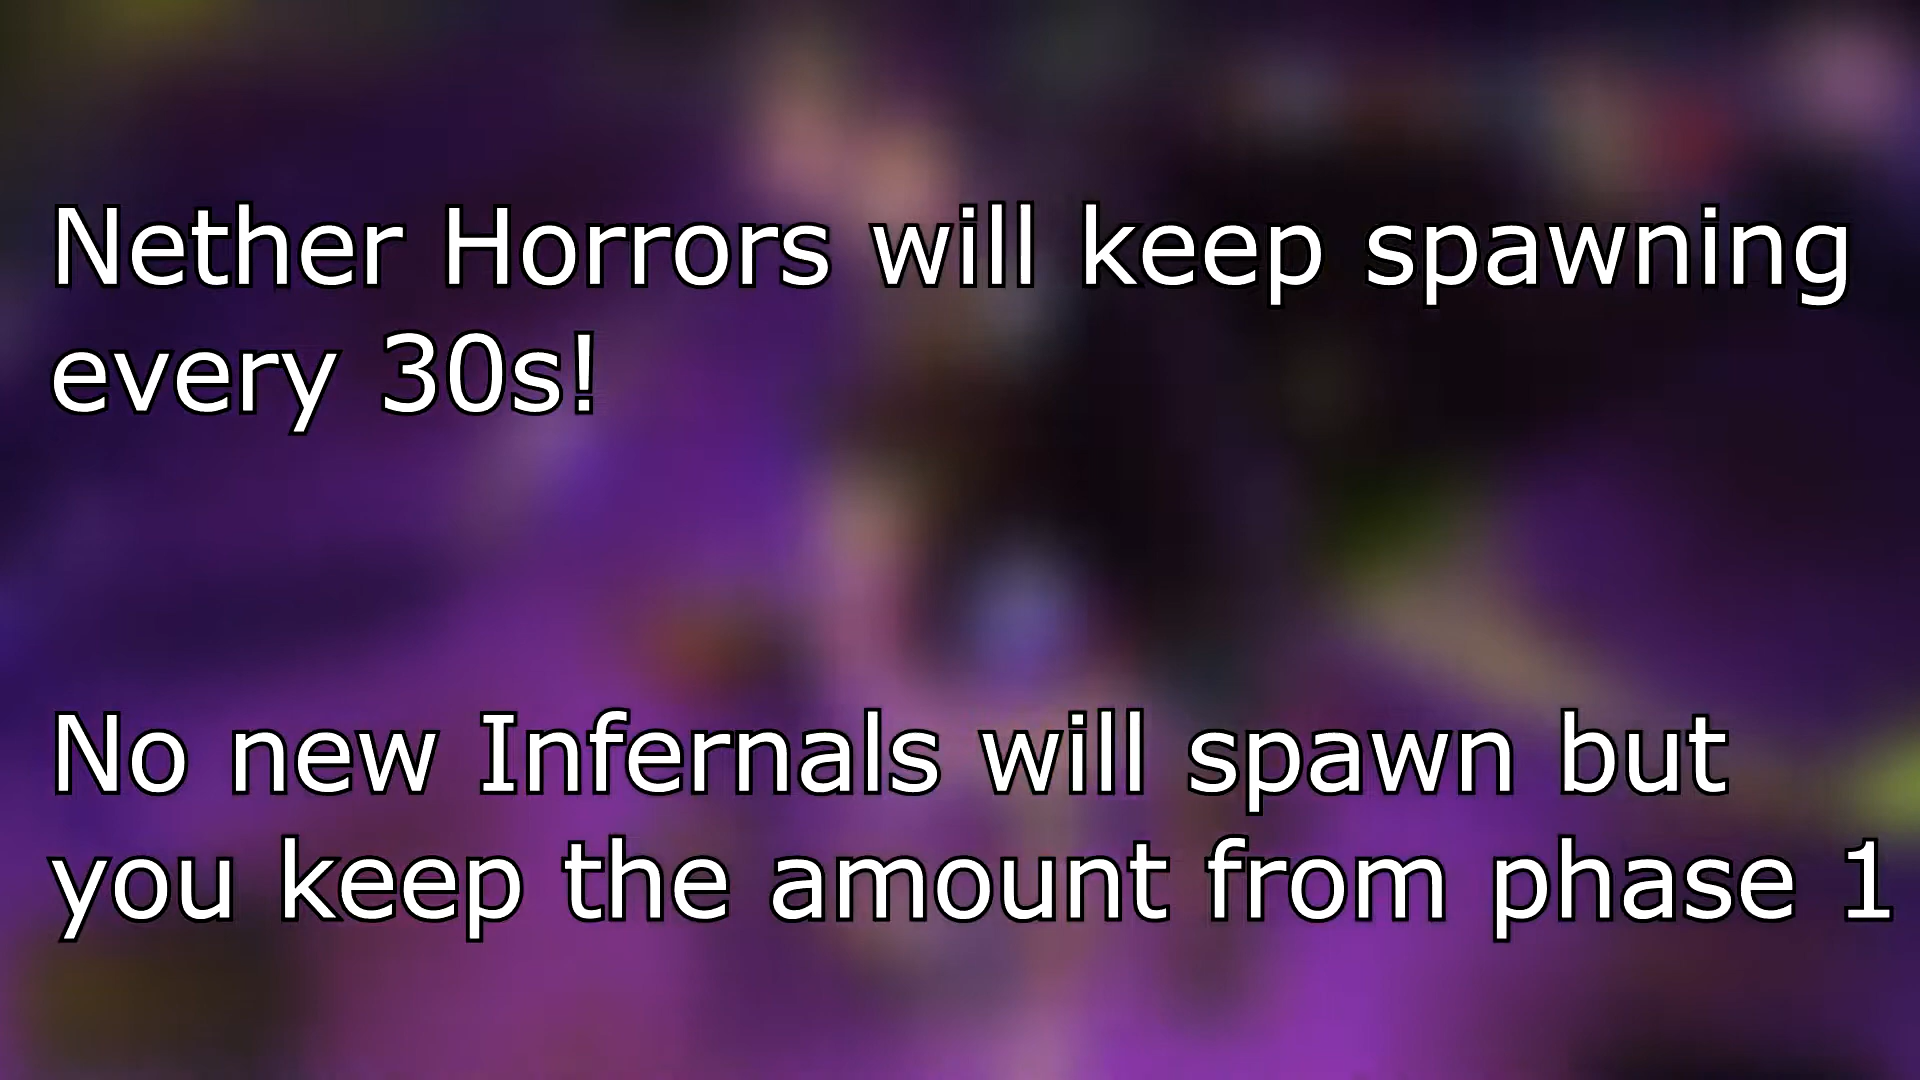 Nether Horrors will keep spawning
every 30s!
No new Infernals will spawn but
you keep the amount from phase 1